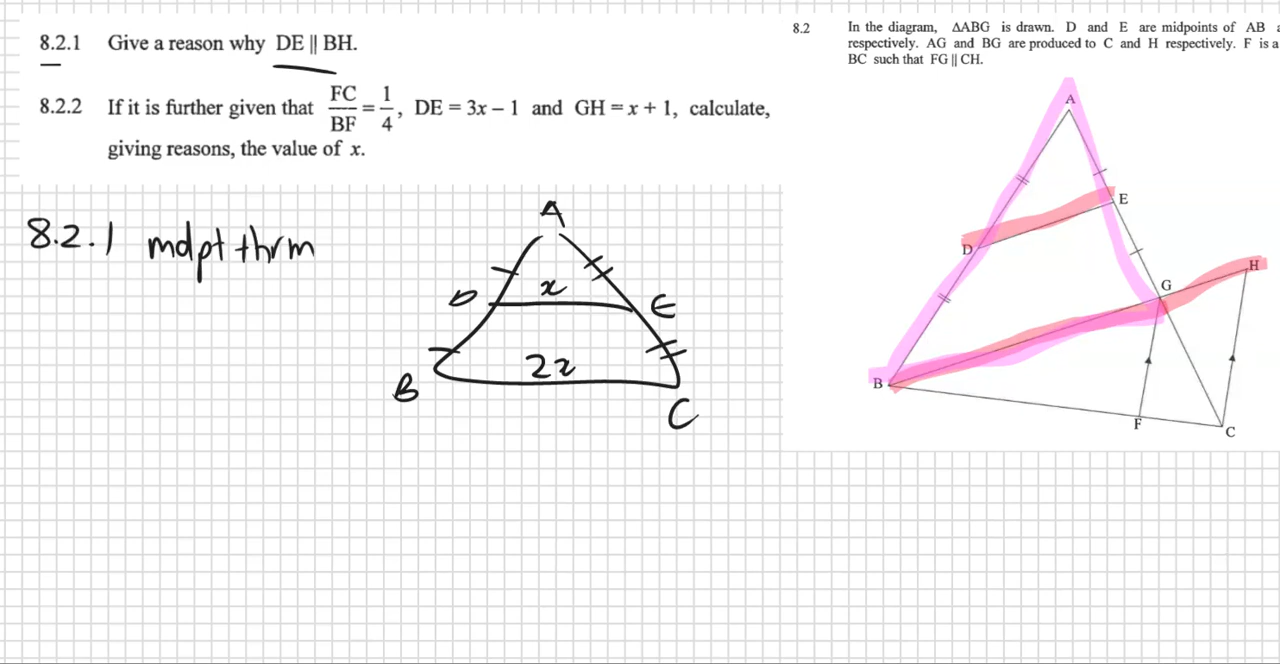 8.2.1 Give a reason why DE || BH.
8.2.2 If it is further given that FC/BF = 1/4, DE = 3x – 1 and GH = x + 1, calculate,
giving reasons, the value of x.
8.2 In the diagram, ΔABG is drawn. D and E are midpoints of AB
respectively. AG and BG are produced to C and H respectively. F is a
BC such that FG || CH.
8.2.1 mdpt thrm
A
D
x
E
B
2x
C
A
E
D
H
G
B
F
C